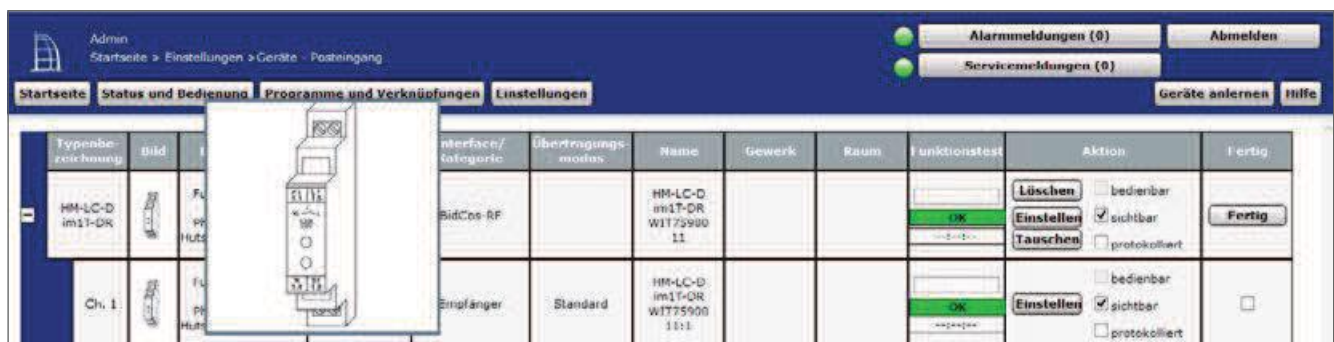 Admin
Startseite > Einstellungen > Geräte - Posteingang
Alarmmeldungen (0)
Abmelden
Servicemeldungen (0)
Startseite
Status und Bedienung
Programme und Verknüpfungen
Einstellungen
Geräte anlernen
Hilfe
Typenbe-
zeichnung
Bild
Kategorie
Übertragungs-
modus
Name
Gewerk
Raum
Funktionstest
Aktion
Fertig
HM-LC-D
im1T-DR
BidCos-RF
HM-LC-D
im1T-DR
WIT75900
11
OK
--:--:--
Löschen
bedienbar
Einstellen
sichtbar
Tauschen
protokolliert
Fertig
Ch. 1
Empfänger
Standard
HM-LC-D
im1T-DR
WIT75900
11:1
OK
--:--:--
bedienbar
Einstellen
sichtbar
protokolliert